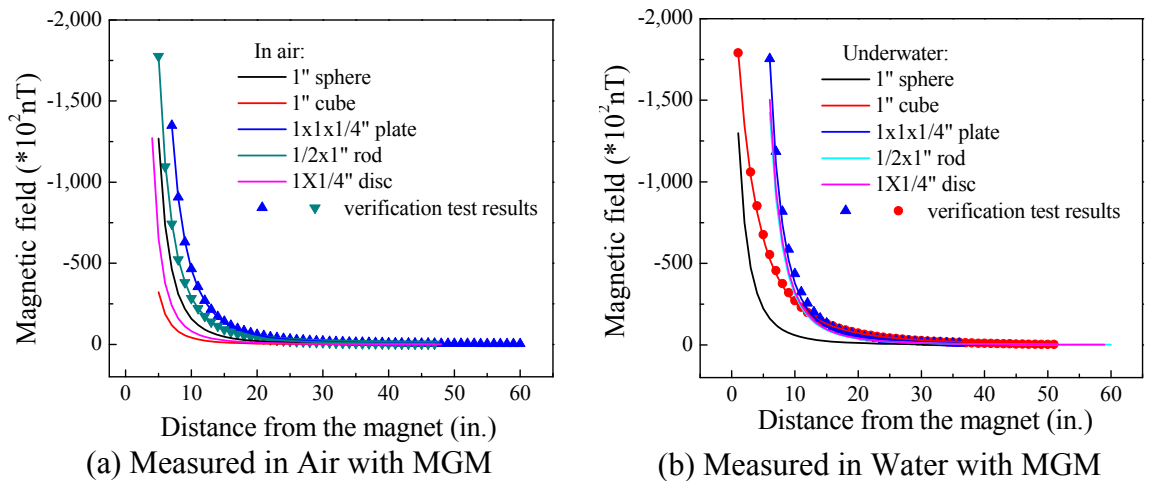 -2,000
-1,500
-1,000
-500
0
Magnetic field (*10²nT)
In air:
1" sphere
1" cube
1x1x1/4" plate
1/2x1" rod
1X1/4" disc
verification test results
0 10 20 30 40 50 60
Distance from the magnet (in.)
(a) Measured in Air with MGM
-2,000
-1,500
-1,000
-500
0
Magnetic field (*10²nT)
Underwater:
1" sphere
1" cube
1x1x1/4" plate
1/2x1" rod
1X1/4" disc
verification test results
0 10 20 30 40 50 60
Distance from the magnet (in.)
(b) Measured in Water with MGM